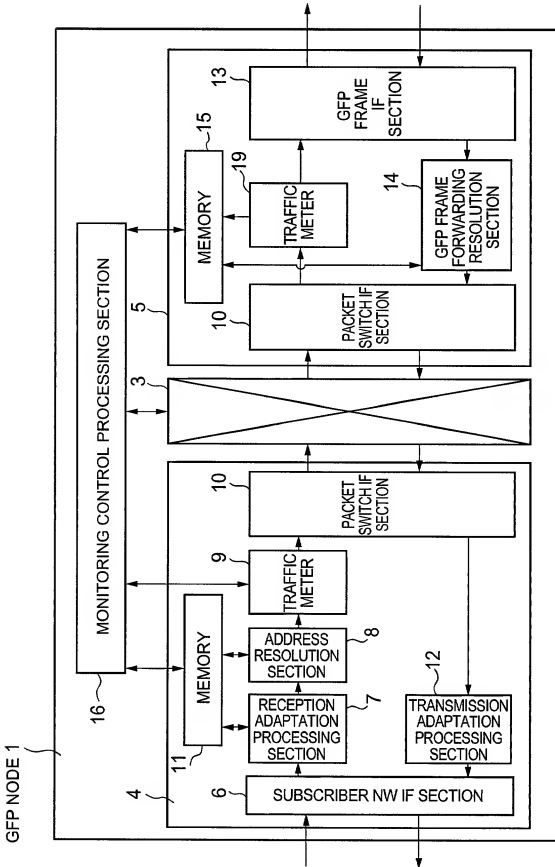 GFP NODE 1
16
MONITORING CONTROL PROCESSING SECTION
4
11
MEMORY
6
SUBSCRIBER NW IF SECTION
RECEPTION
ADAPTATION
PROCESSING
SECTION
7
ADDRESS
RESOLUTION
SECTION
8
9
TRAFFIC
METER
10
PACKET
SWITCH IF
SECTION
12
TRANSMISSION
ADAPTATION
PROCESSING
SECTION
3
5
15
MEMORY
10
PACKET
SWITCH IF
SECTION
19
TRAFFIC
METER
14
GFP FRAME
FORWARDING
RESOLUTION
SECTION
13
GFP
FRAME
IF
SECTION